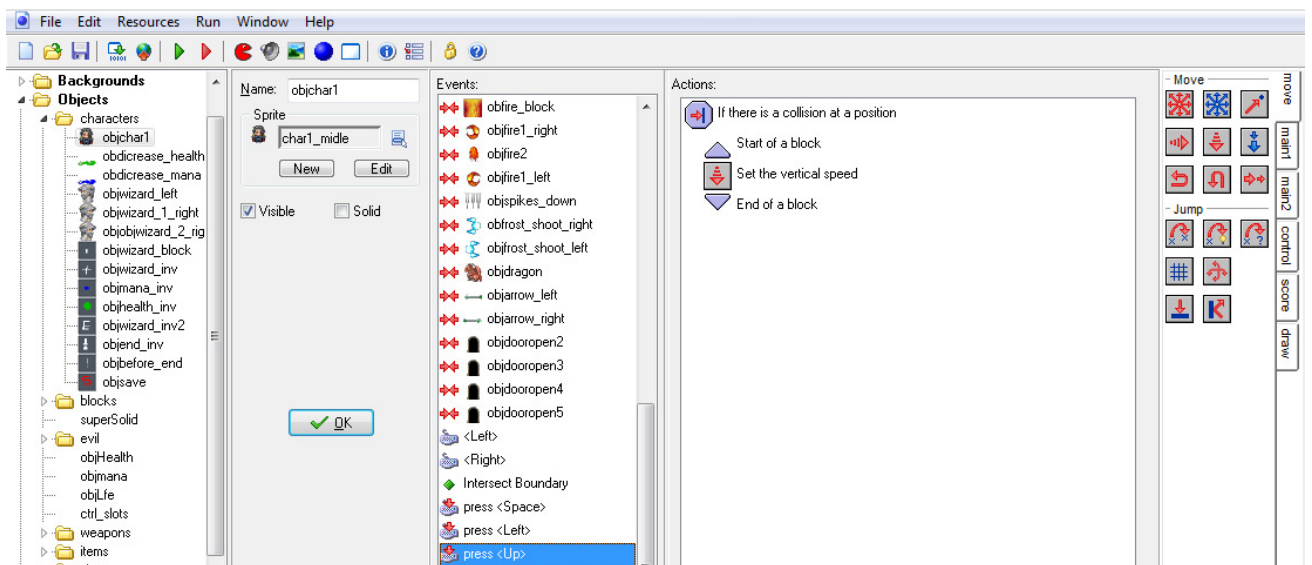 File Edit Resources Run Window Help
Backgrounds
Objects
characters
objchar1
obdicrease_health
obdicrease_mana
objwizard_left
objwizard_1_right
objobjwizard_2_rig
objwizard_block
objwizard_inv
objmana_inv
objhealth_inv
objwizard_inv2
objend_inv
objbefore_end
objsave
blocks
superSolid
evil
objHealth
objmana
objLfe
ctrl_slots
weapons
items
Name: objchar1
Sprite
char1_midle
New Edit
Visible Solid
OK
Events:
obfire_block
objfire1_right
objfire2
objfire1_left
objspikes_down
obfrost_shoot_right
objfrost_shoot_left
objdragon
objarrow_left
objarrow_right
objdooropen2
objdooropen3
objdooropen4
objdooropen5
<Left>
<Right>
Intersect Boundary
press <Space>
press <Left>
press <Up>
Actions:
If there is a collision at a position
Start of a block
Set the vertical speed
End of a block
Move
Jump
move
main1
main2
control
score
draw